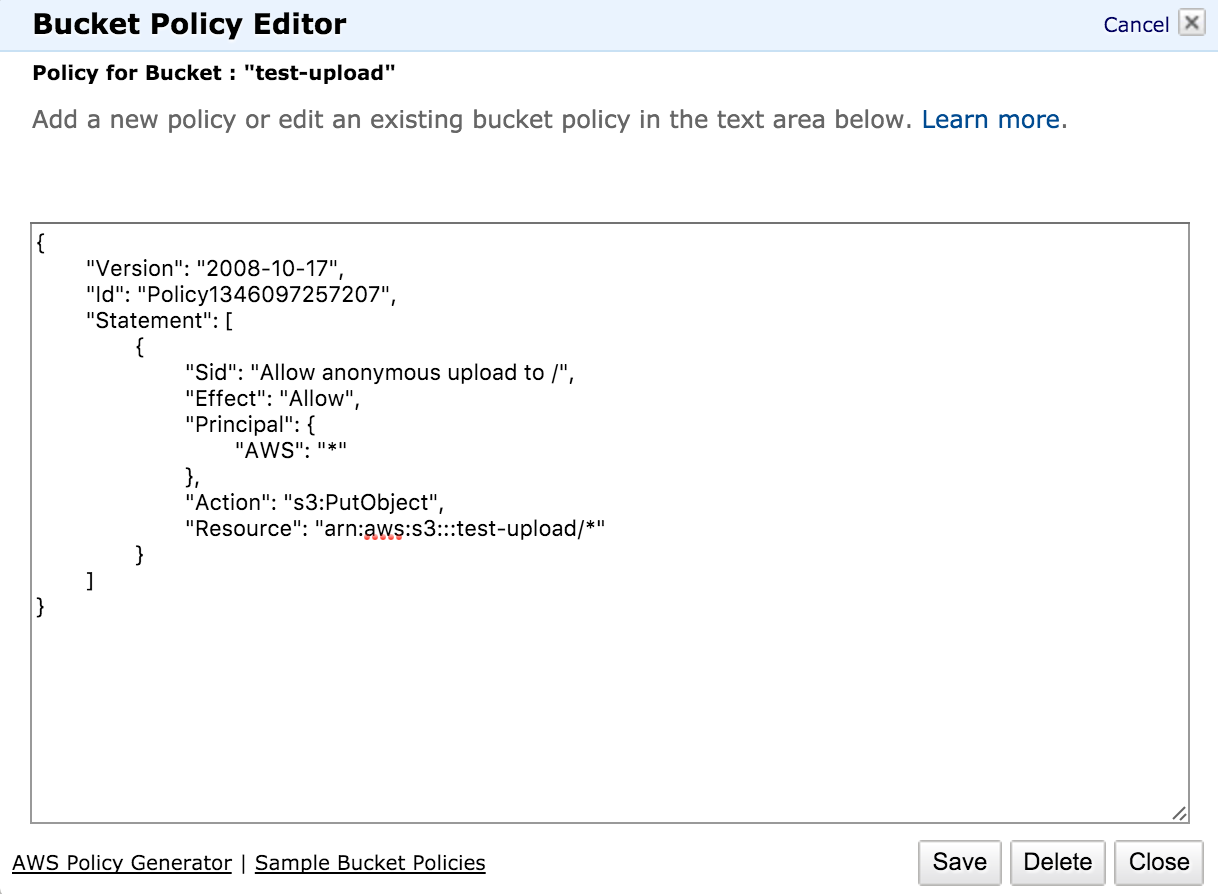 Bucket Policy Editor
Cancel
Policy for Bucket : "test-upload"
Add a new policy or edit an existing bucket policy in the text area below. Learn more.
{
"Version": "2008-10-17",
"Id": "Policy1346097257207",
"Statement": [
{
"Sid": "Allow anonymous upload to /",
"Effect": "Allow",
"Principal": {
"AWS": "*"
},
"Action": "s3:PutObject",
"Resource": "arn:aws:s3:::test-upload/*"
}
]
}
AWS Policy Generator | Sample Bucket Policies
Save Delete Close